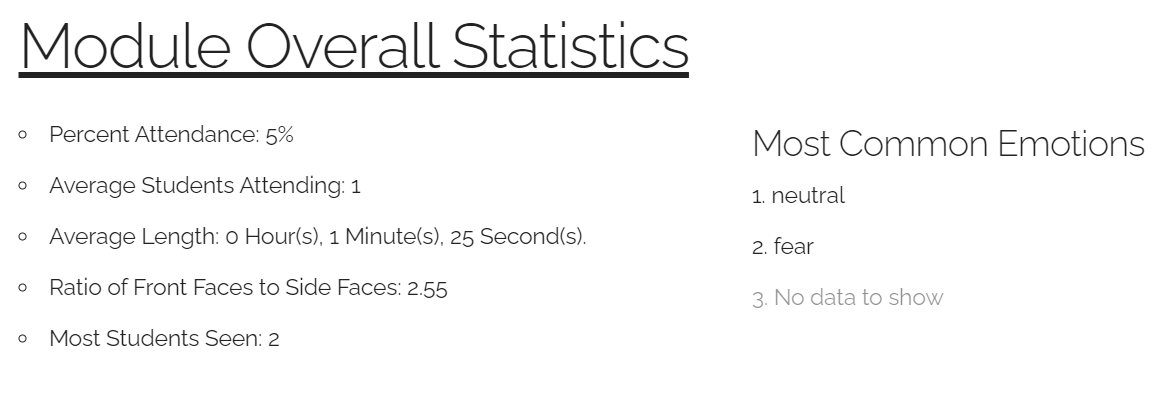 Module Overall Statistics
Percent Attendance: 5%
Average Students Attending: 1
Average Length: 0 Hour(s), 1 Minute(s), 25 Second(s).
Ratio of Front Faces to Side Faces: 2.55
Most Students Seen: 2
Most Common Emotions
1. neutral
2. fear
3. No data to show